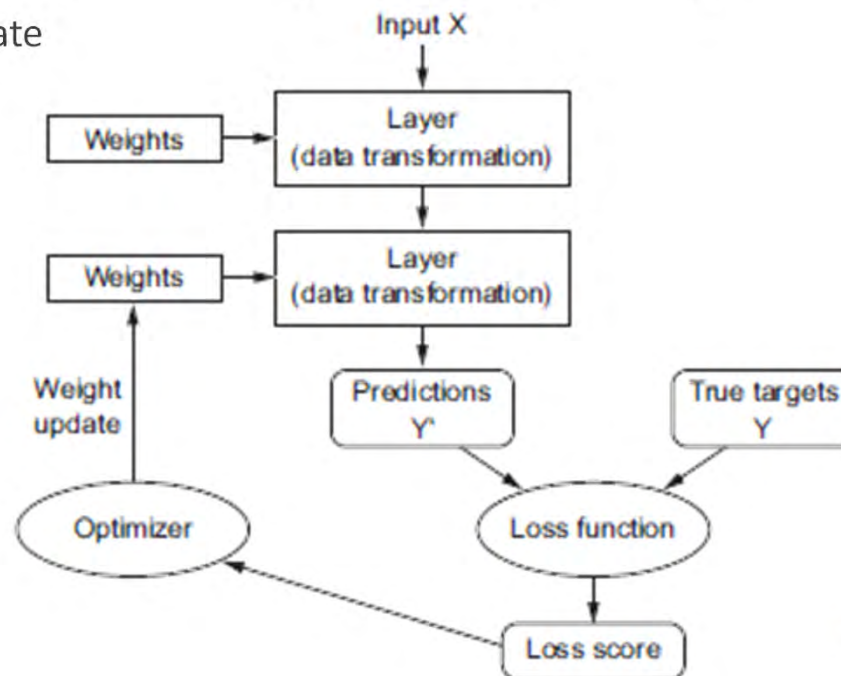 ate
Input X
Weights
Layer
(data transformation)
Weights
Layer
(data transformation)
Weight
update
Predictions
Y'
True targets
Y
Optimizer
Loss function
Loss score